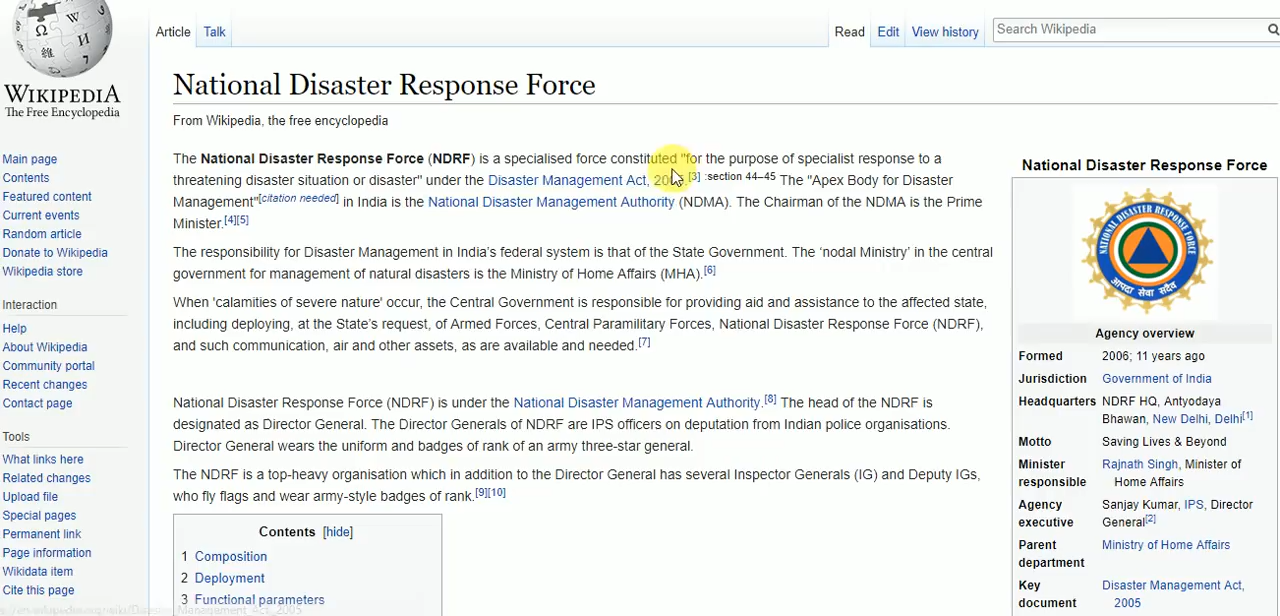 Article Talk Read Edit View history Search Wikipedia
WIKIPEDIA
The Free Encyclopedia
Main page
Contents
Featured content
Current events
Random article
Donate to Wikipedia
Wikipedia store
Interaction
Help
About Wikipedia
Community portal
Recent changes
Contact page
Tools
What links here
Related changes
Upload file
Special pages
Permanent link
Page information
Wikidata item
Cite this page
National Disaster Response Force
From Wikipedia, the free encyclopedia
The National Disaster Response Force (NDRF) is a specialised force constituted "for the purpose of specialist response to a
threatening disaster situation or disaster" under the Disaster Management Act, [3] :section 44–45 The "Apex Body for Disaster
Management"[citation needed] in India is the National Disaster Management Authority (NDMA). The Chairman of the NDMA is the Prime
Minister.[4][5]
The responsibility for Disaster Management in India's federal system is that of the State Government. The 'nodal Ministry' in the central
government for management of natural disasters is the Ministry of Home Affairs (MHA).[6]
When 'calamities of severe nature' occur, the Central Government is responsible for providing aid and assistance to the affected state,
including deploying, at the State's request, of Armed Forces, Central Paramilitary Forces, National Disaster Response Force (NDRF),
and such communication, air and other assets, as are available and needed.[7]
National Disaster Response Force (NDRF) is under the National Disaster Management Authority.[8] The head of the NDRF is
designated as Director General. The Director Generals of NDRF are IPS officers on deputation from Indian police organisations.
Director General wears the uniform and badges of rank of an army three-star general.
The NDRF is a top-heavy organisation which in addition to the Director General has several Inspector Generals (IG) and Deputy IGs,
who fly flags and wear army-style badges of rank.[9][10]
Contents [hide]
1 Composition
2 Deployment
3 Functional parameters
National Disaster Response Force
NATIONAL DISASTER RESPONSE FORCE
आपदा सेवा सदैव
Agency overview
Formed 2006; 11 years ago
Jurisdiction Government of India
Headquarters NDRF HQ, Antyodaya
Bhawan, New Delhi, Delhi[1]
Motto Saving Lives & Beyond
Minister Rajnath Singh, Minister of
responsible Home Affairs
Agency Sanjay Kumar, IPS, Director
executive General[2]
Parent Ministry of Home Affairs
department
Key Disaster Management Act,
document 2005